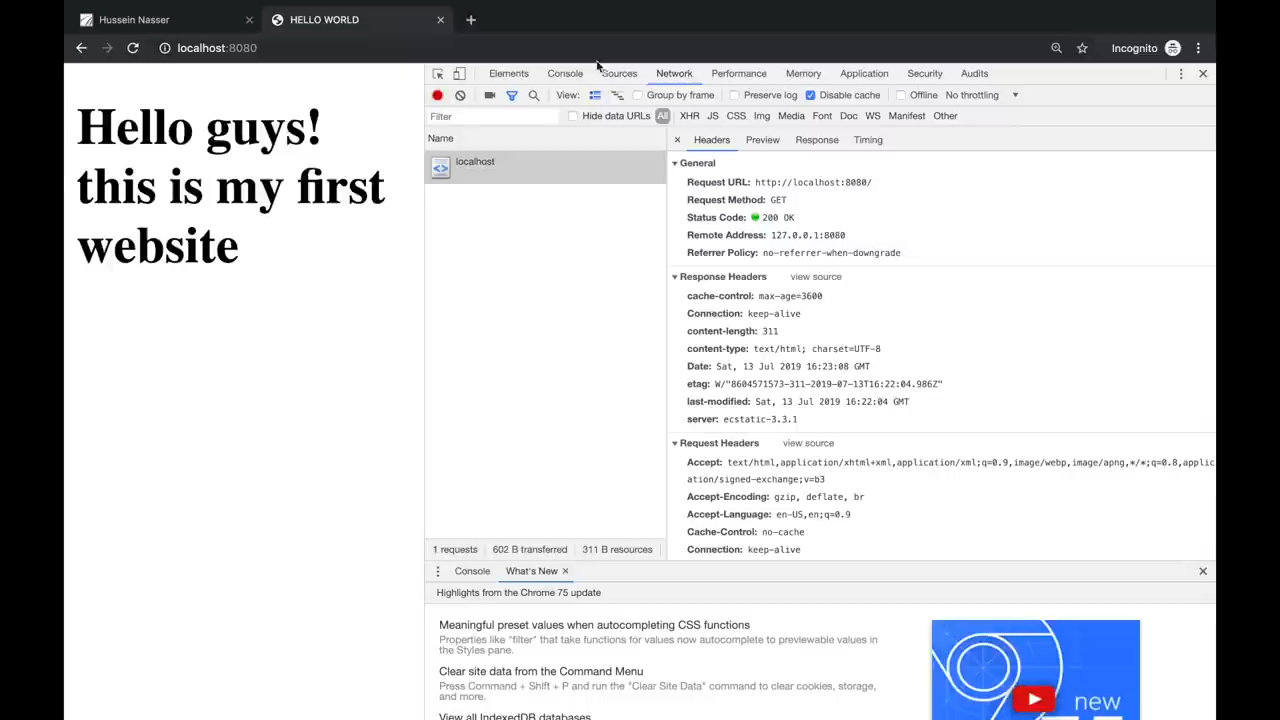 Hussein Nasser
HELLO WORLD
localhost:8080
Incognito
Hello guys!
this is my first
website
Elements Console Sources Network Performance Memory Application Security Audits
View: Group by frame Preserve log Disable cache Offline No throttling
Filter Hide data URLs All XHR JS CSS Img Media Font Doc WS Manifest Other
Name
localhost
1 requests 602 B transferred 311 B resources
Headers Preview Response Timing
General
Request URL: http://localhost:8080/
Request Method: GET
Status Code: 200 OK
Remote Address: 127.0.0.1:8080
Referrer Policy: no-referrer-when-downgrade
Response Headers view source
cache-control: max-age=3600
Connection: keep-alive
content-length: 311
content-type: text/html; charset=UTF-8
Date: Sat, 13 Jul 2019 16:23:08 GMT
etag: W/"8604571573-311-2019-07-13T16:22:04.986Z"
last-modified: Sat, 13 Jul 2019 16:22:04 GMT
server: ecstatic-3.3.1
Request Headers view source
Accept: text/html,application/xhtml+xml,application/xml;q=0.9,image/webp,image/apng,*/*;q=0.8,applic
ation/signed-exchange;v=b3
Accept-Encoding: gzip, deflate, br
Accept-Language: en-US,en;q=0.9
Cache-Control: no-cache
Connection: keep-alive
Console What's New
Highlights from the Chrome 75 update
Meaningful preset values when autocompleting CSS functions
Properties like "filter" that take functions for values now autocomplete to previewable values in
the Styles pane.
Clear site data from the Command Menu
Press Command + Shift + P and run the "Clear Site Data" command to clear cookies, storage,
and more.
View all IndexedDB databases
new